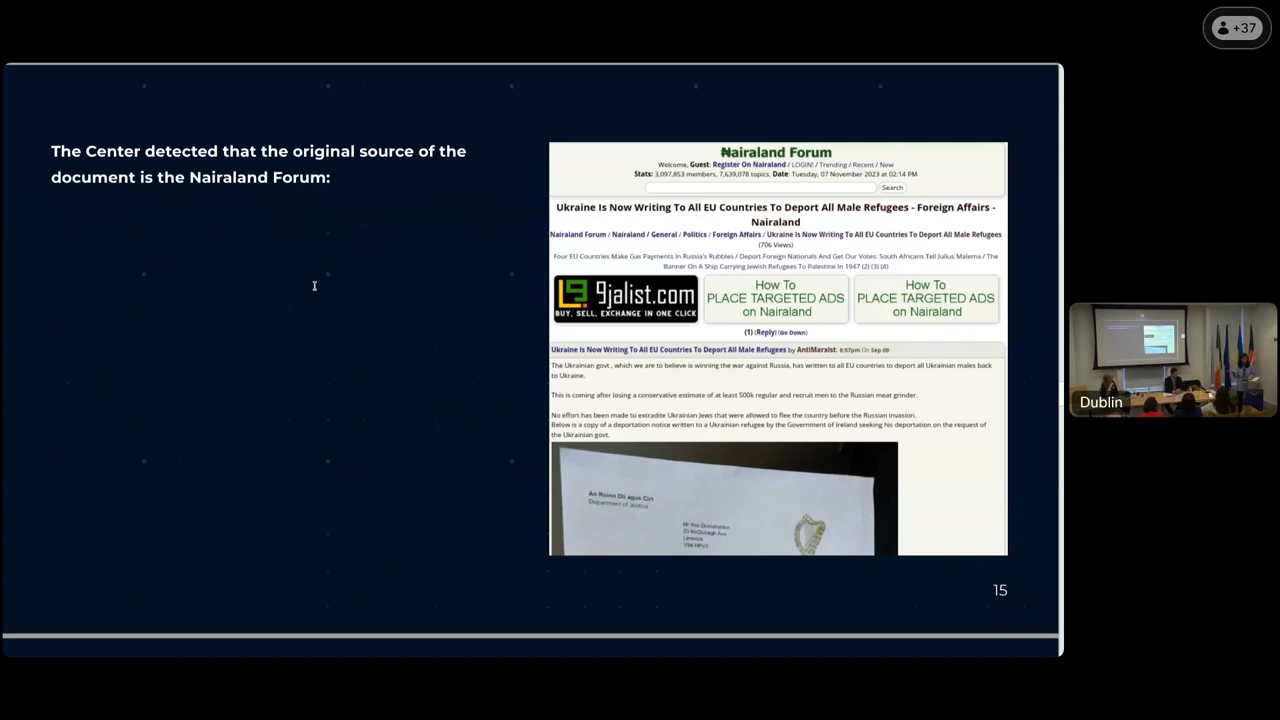 +37
The Center detected that the original source of the
document is the Nairaland Forum:
₦airaland Forum
Welcome, Guest: Register On Nairaland / LOGIN! / Trending / Recent / New
Stats: 3,097,853 members, 7,639,078 topics. Date: Tuesday, 07 November 2023 at 02:14 PM
Search
Ukraine Is Now Writing To All EU Countries To Deport All Male Refugees - Foreign Affairs -
Nairaland
Nairaland Forum / Nairaland / General / Politics / Foreign Affairs / Ukraine Is Now Writing To All EU Countries To Deport All Male Refugees
(706 Views)
Four EU Countries Make Gas Payments In Russia's Rubbles / Deport Foreign Nationals And Get Our Votes: South Africans Tell Julius Malema / The
Banner On A Ship Carrying Jewish Refugees To Palestine In 1947 (2) (3) (4)
9jalist.com
BUY, SELL, EXCHANGE IN ONE CLICK
How To
PLACE TARGETED ADS
on Nairaland
How To
PLACE TARGETED ADS
on Nairaland
(1) (Reply) (Go Down)
Ukraine Is Now Writing To All EU Countries To Deport All Male Refugees by AntiMarxist: 8:57pm On Sep 09
The Ukrainian govt , which we are to believe is winning the war against Russia, has written to all EU countries to deport all Ukrainian males back
to Ukraine.
This is coming after losing a conservative estimate of at least 500k regular and recruit men to the Russian meat grinder.
No effort has been made to extradite Ukrainian Jews that were allowed to flee the country before the Russian invasion.
Below is a copy of a deportation notice written to a Ukrainian refugee by the Government of Ireland seeking his deportation on the request of
the Ukrainian govt.
An Roinn Dlí agus Cirt
Department of Justice
Limerick
15
Dublin